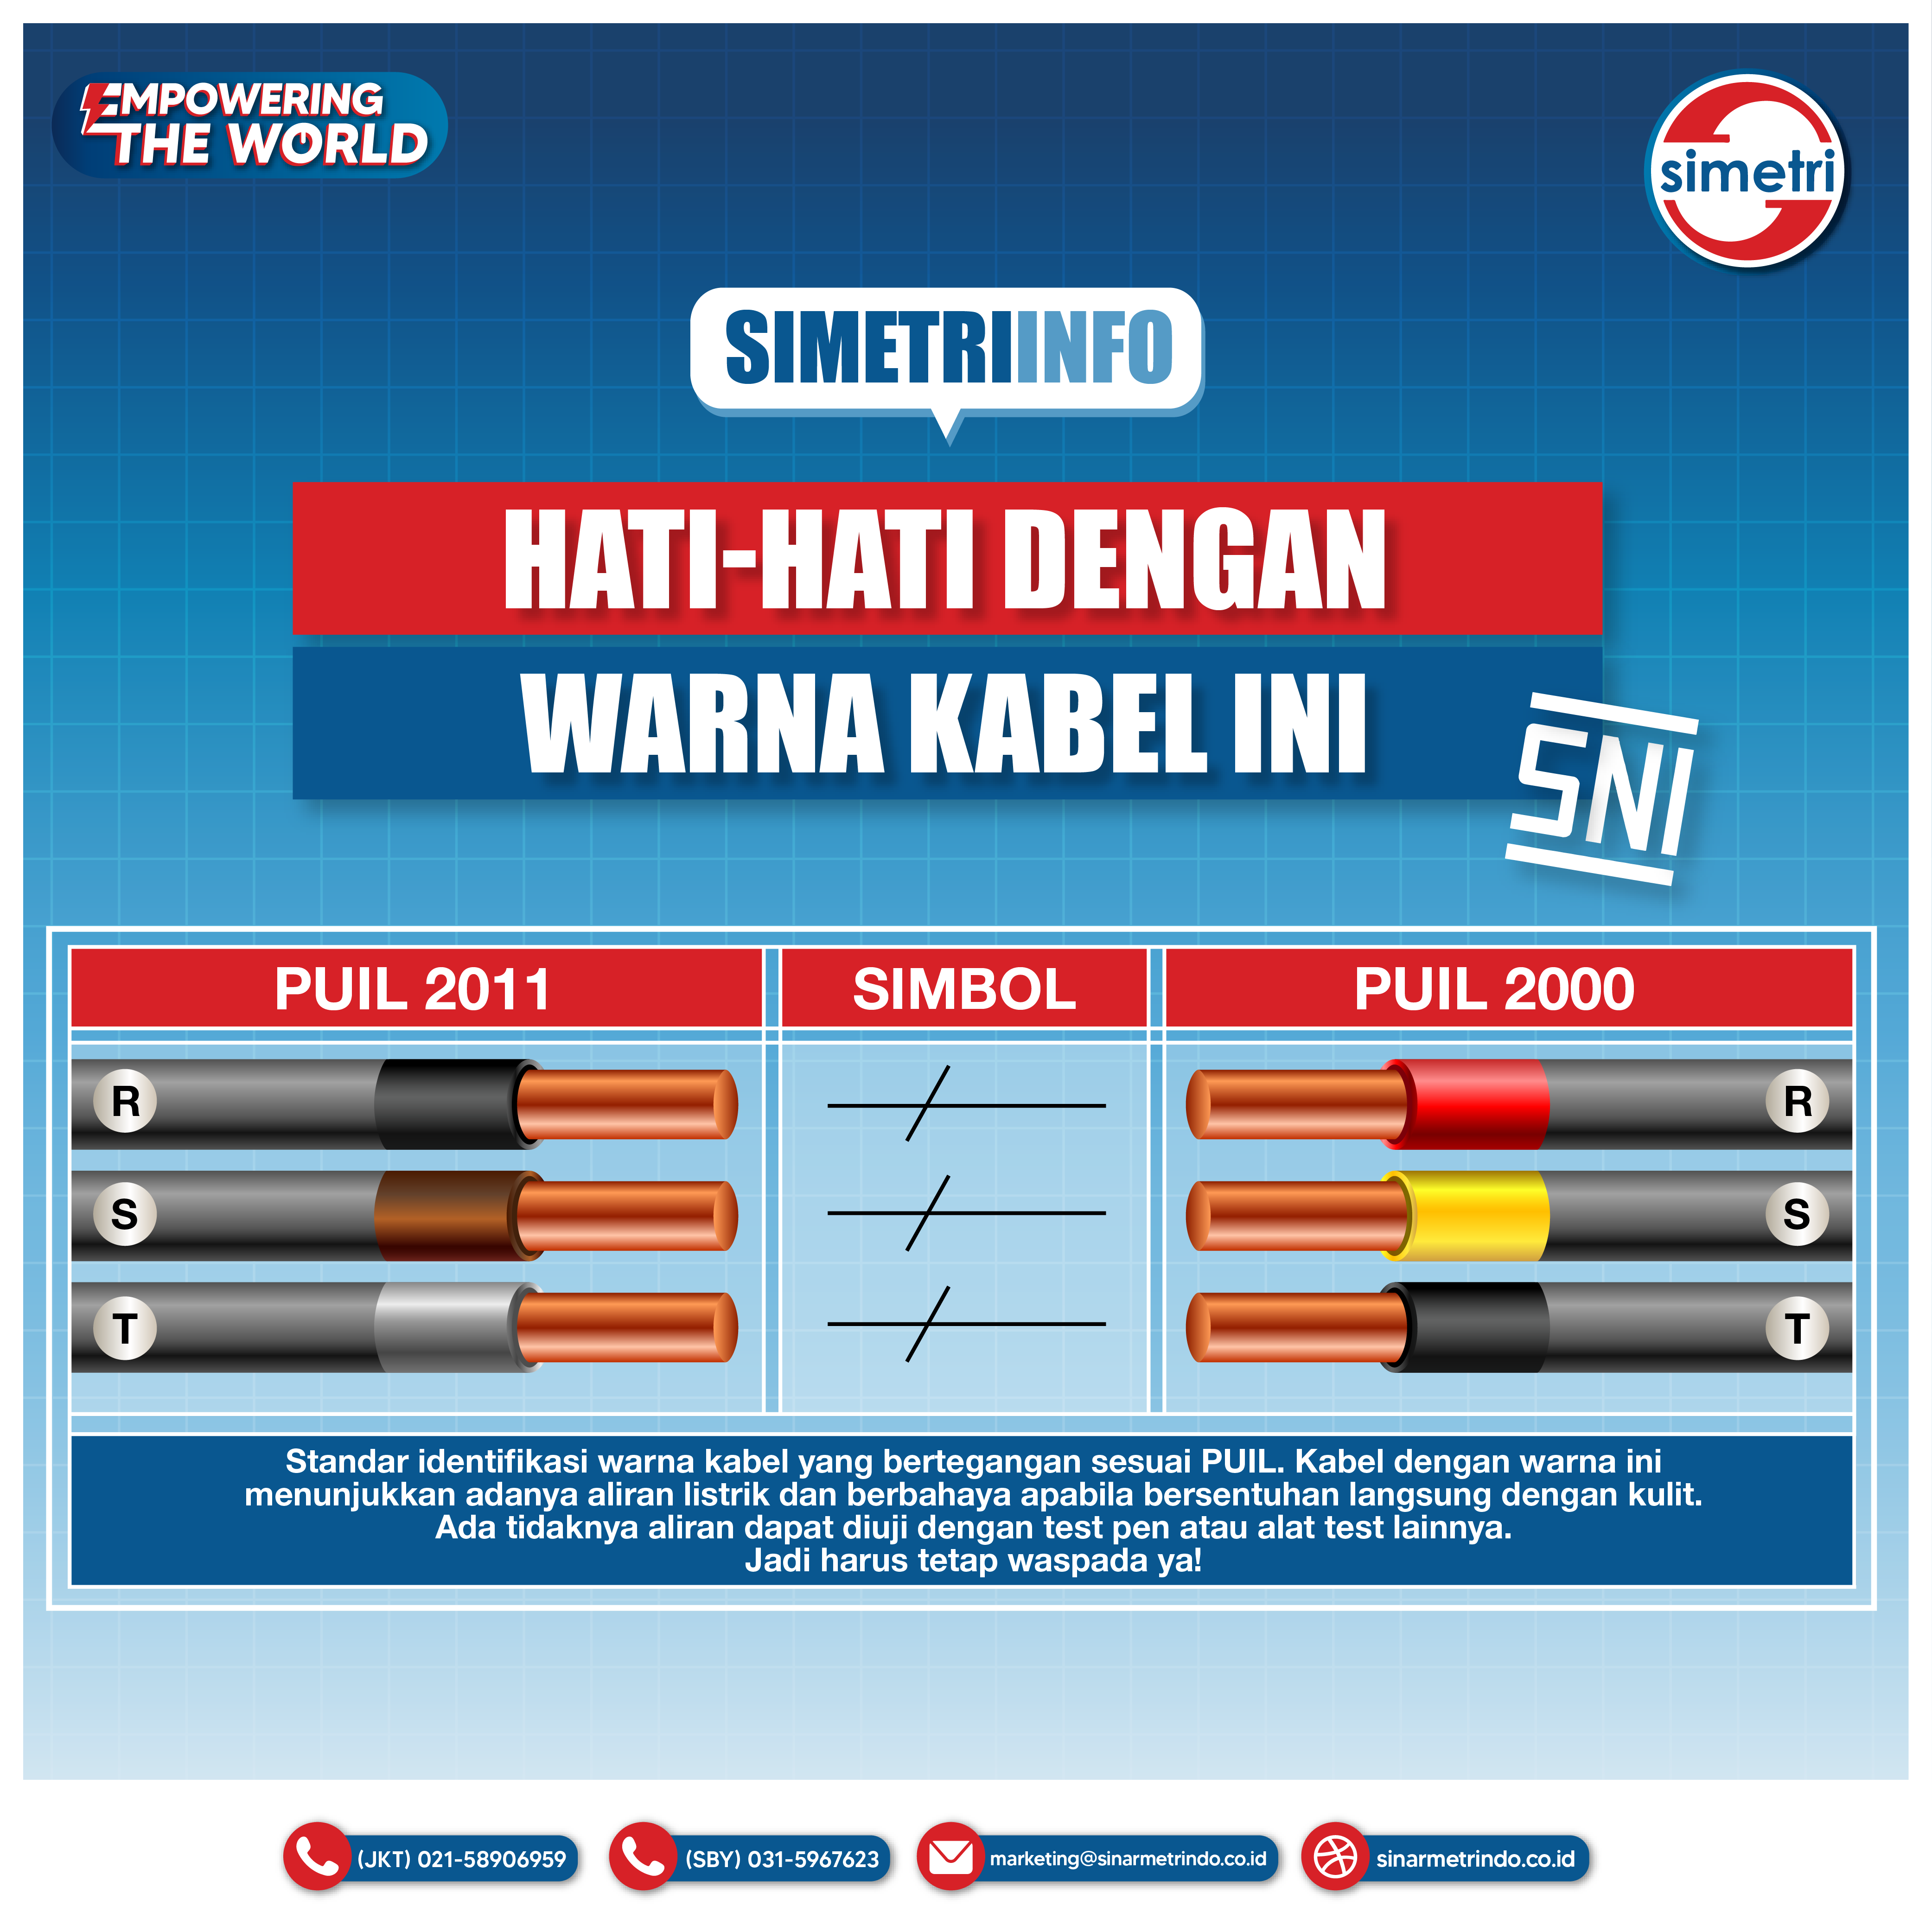 EMPOWERING
THE WORLD
simetri
SIMETRIINFO
HATI-HATI DENGAN
WARNA KABEL INI
SNI
PUIL 2011
SIMBOL
PUIL 2000
R
R
S
S
T
T
Standar identifikasi warna kabel yang bertegangan sesuai PUIL. Kabel dengan warna ini
menunjukkan adanya aliran listrik dan berbahaya apabila bersentuhan langsung dengan kulit.
Ada tidaknya aliran dapat diuji dengan test pen atau alat test lainnya.
Jadi harus tetap waspada ya!
(JKT) 021-58906959
(SBY) 031-5967623
marketing@sinarmetrindo.co.id
sinarmetrindo.co.id